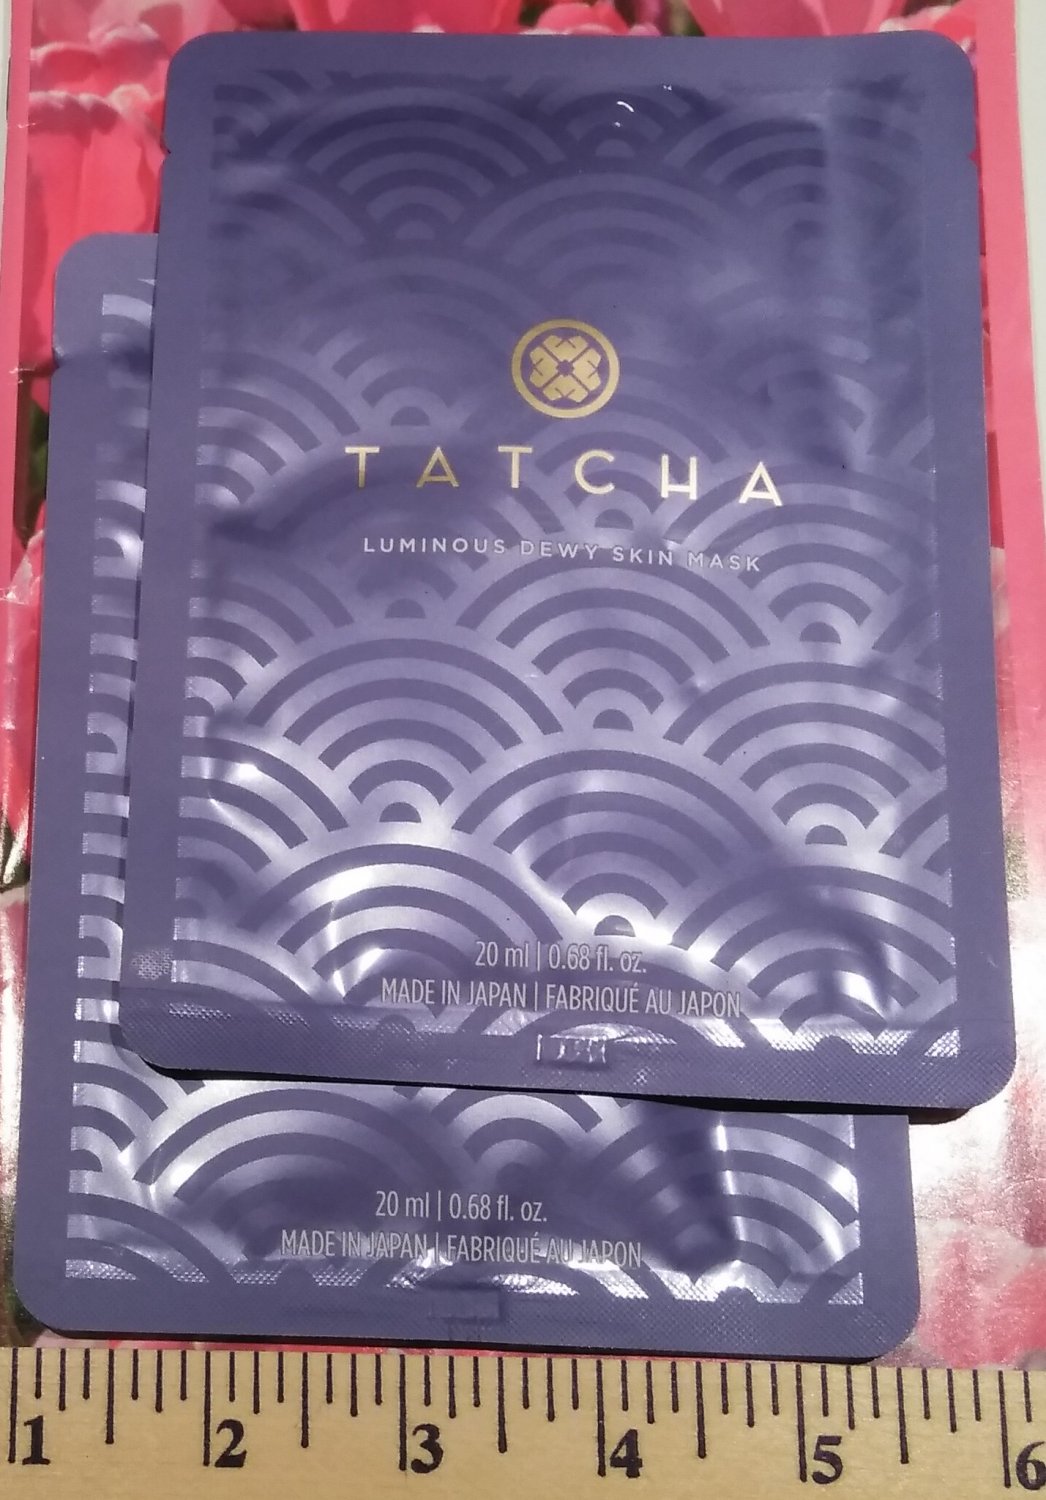 TATCHA
LUMINOUS DEWY SKIN MASK
20 ml | 0.68 fl. oz.
MADE IN JAPAN | FABRIQUÉ AU JAPON
20 ml | 0.68 fl. oz.
MADE IN JAPAN | FABRIQUÉ AU JAPON
1 2 3 4 5 6